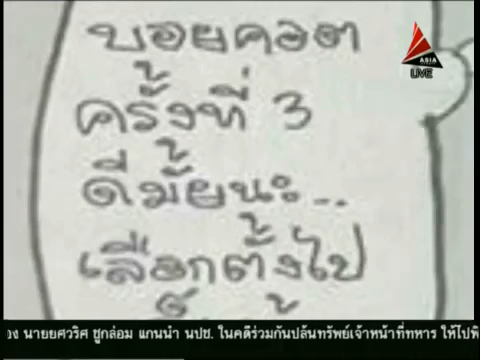 บอยคอต
ครั้งที่ 3
ดีมั้ยนะ...
เลือกตั้งไป
ASIA
LIVE
นายยศวริศ ชูกล่อม แกนนำ นปช. ในคดีร่วมกันปล้นทรัพย์เจ้าหน้าที่ทหาร ให้ไปพิ